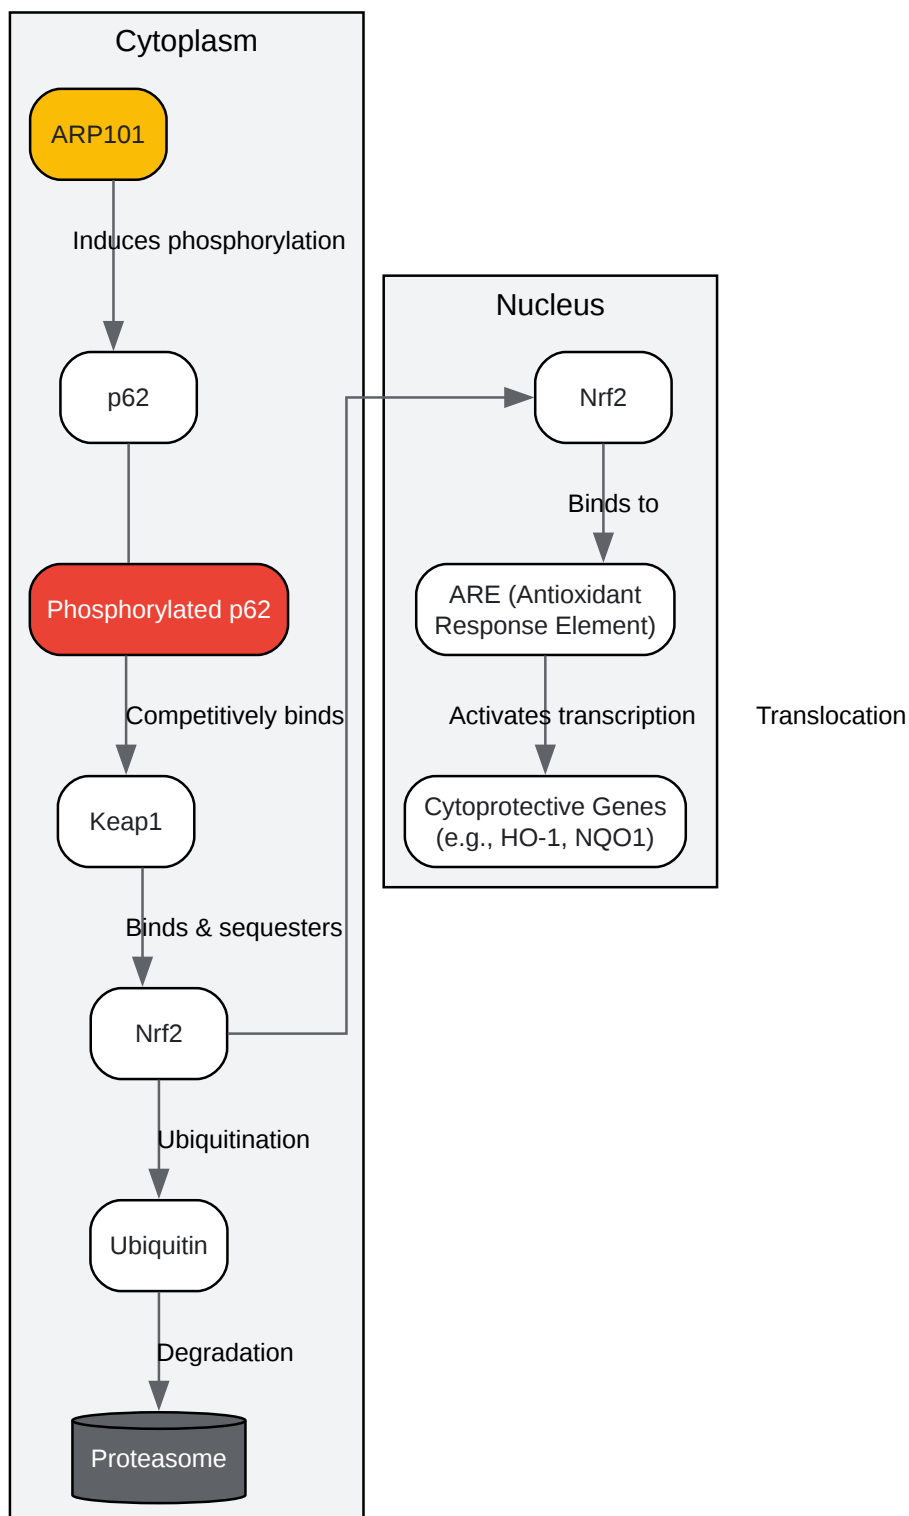 Cytoplasm
ARP101
Induces phosphorylation
p62
Phosphorylated p62
Competitively binds
Keap1
Binds & sequesters
Nrf2
Ubiquitination
Ubiquitin
Degradation
Proteasome
Nucleus
Nrf2
Binds to
ARE (Antioxidant
Response Element)
Activates transcription
Cytoprotective Genes
(e.g., HO-1, NQO1)
Translocation